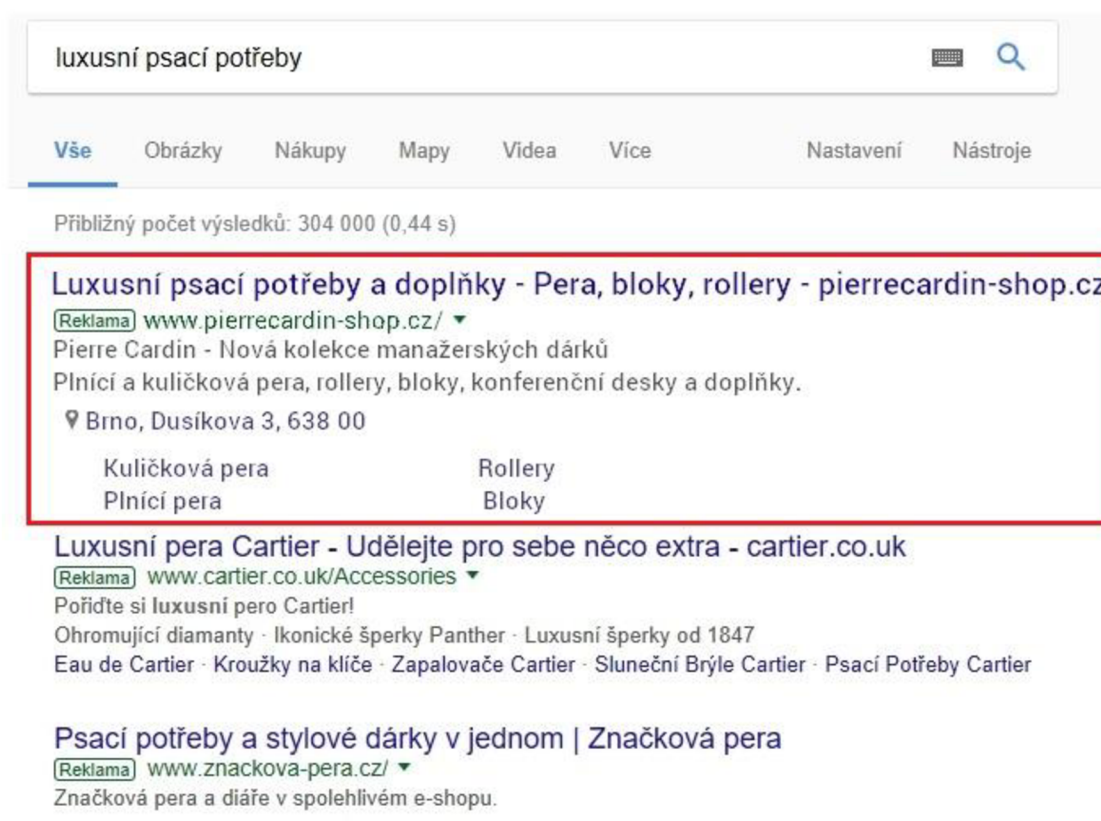 luxusní psací potřeby
Vše Obrázky Nákupy Mapy Videa Více Nastavení Nástroje
Přibližný počet výsledků: 304 000 (0,44 s)
Luxusní psací potřeby a doplňky - Pera, bloky, rollery - pierrecardin-shop.cz
Reklama www.pierrecardin-shop.cz/
Pierre Cardin - Nová kolekce manažerských dárků
Plnící a kuličková pera, rollery, bloky, konferenční desky a doplňky.
Brno, Dusíkova 3, 638 00
Kuličková pera Rollery
Plnící pera Bloky
Luxusní pera Cartier - Udělejte pro sebe něco extra - cartier.co.uk
Reklama www.cartier.co.uk/Accessories
Pořiďte si luxusní pero Cartier!
Ohromující diamanty · Ikonické šperky Panther · Luxusní šperky od 1847
Eau de Cartier · Kroužky na klíče · Zapalovače Cartier · Sluneční Brýle Cartier · Psací Potřeby Cartier
Psací potřeby a stylové dárky v jednom | Značková pera
Reklama www.znackova-pera.cz/
Značková pera a diáře v spolehlivém e-shopu.